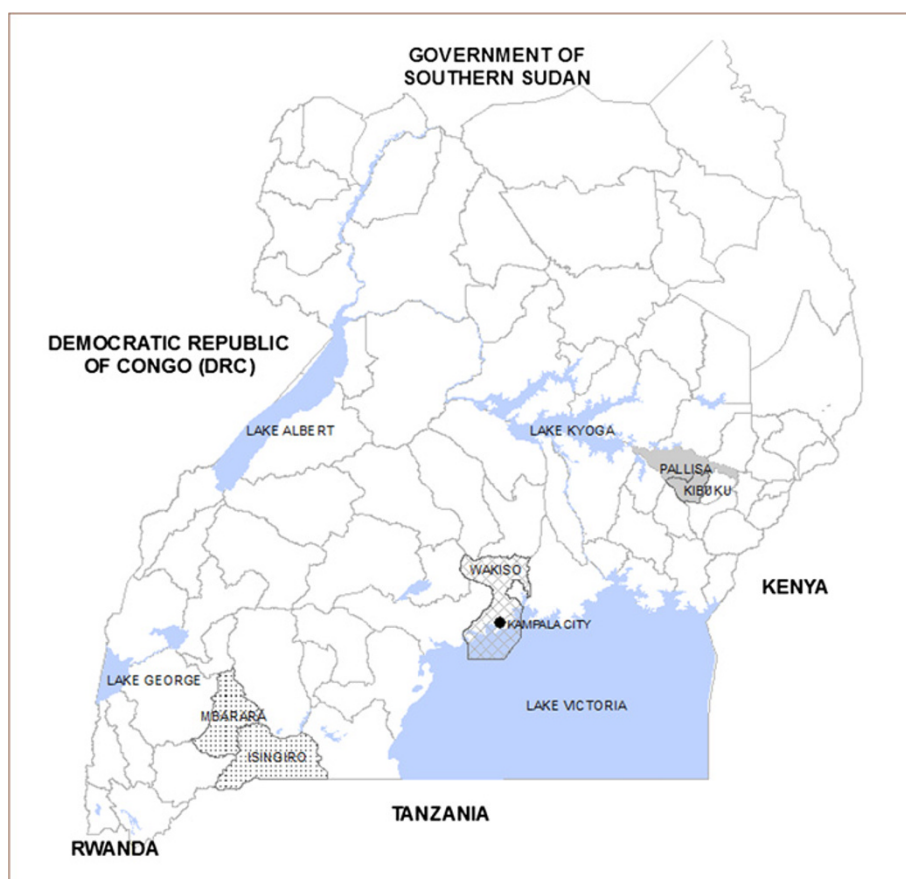 GOVERNMENT OF
SOUTHERN SUDAN
DEMOCRATIC REPUBLIC
OF CONGO (DRC)
LAKE ALBERT
LAKE KYOGA
PALLISA
KIBUKU
WAKISO
KENYA
KAMPALA CITY
LAKE GEORGE
LAKE VICTORIA
MBARARA
ISINGIRO
TANZANIA
RWANDA